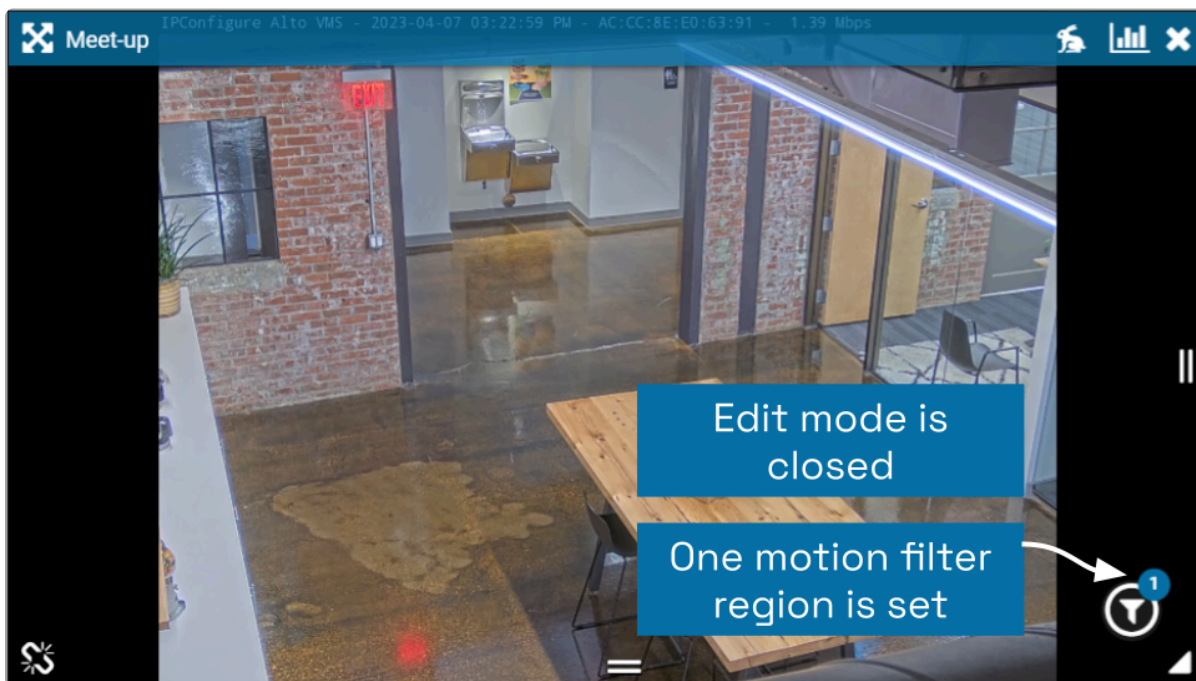 IPConfigure Alto VMS - 2023-04-07 03:22:59 PM - AC:CC:8E:E0:63:91 - 1.39 Mbps
Meet-up
EXIT
Edit mode is
closed
One motion filter
region is set
1